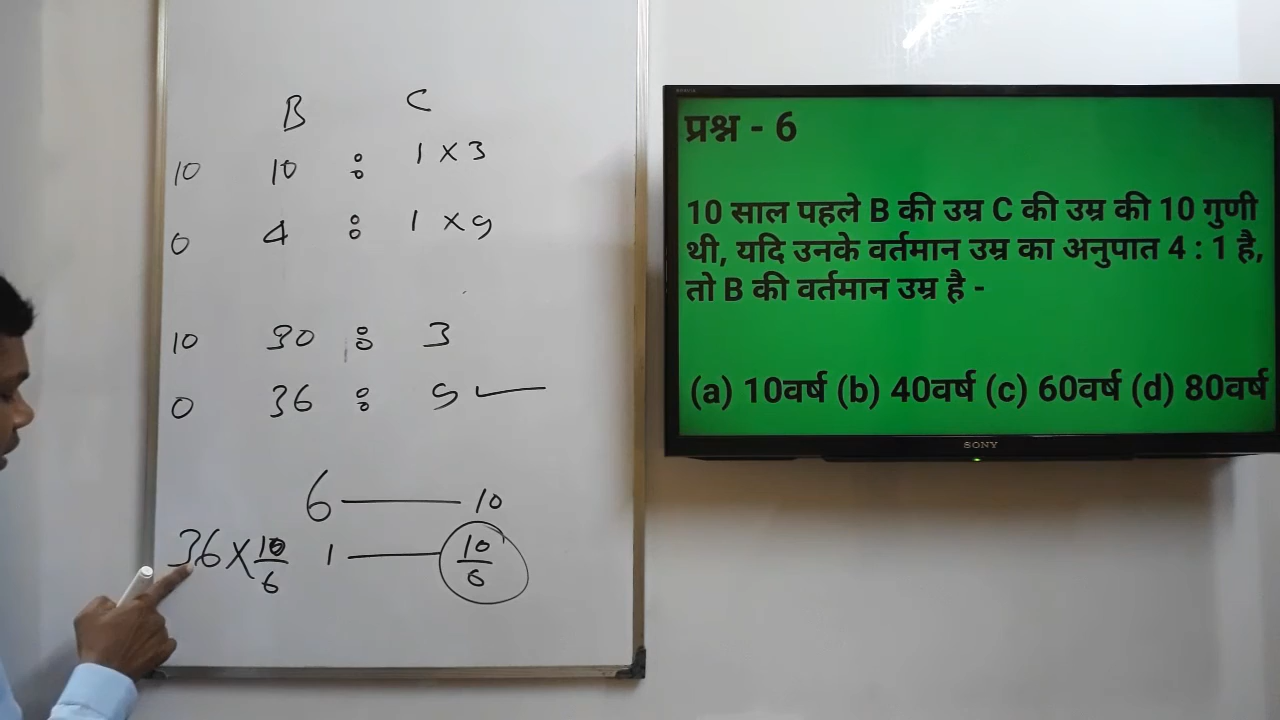 B C
10 10 : 1 × 3
0 4 : 1 × 9
10 30 : 3
0 36 : 9
6 — 10
36 × 10/6 1 — 10/6
प्रश्न - 6
10 साल पहले B की उम्र C की उम्र की 10 गुणी
थी, यदि उनके वर्तमान उम्र का अनुपात 4 : 1 है,
तो B की वर्तमान उम्र है -
(a) 10वर्ष (b) 40वर्ष (c) 60वर्ष (d) 80वर्ष
SONY